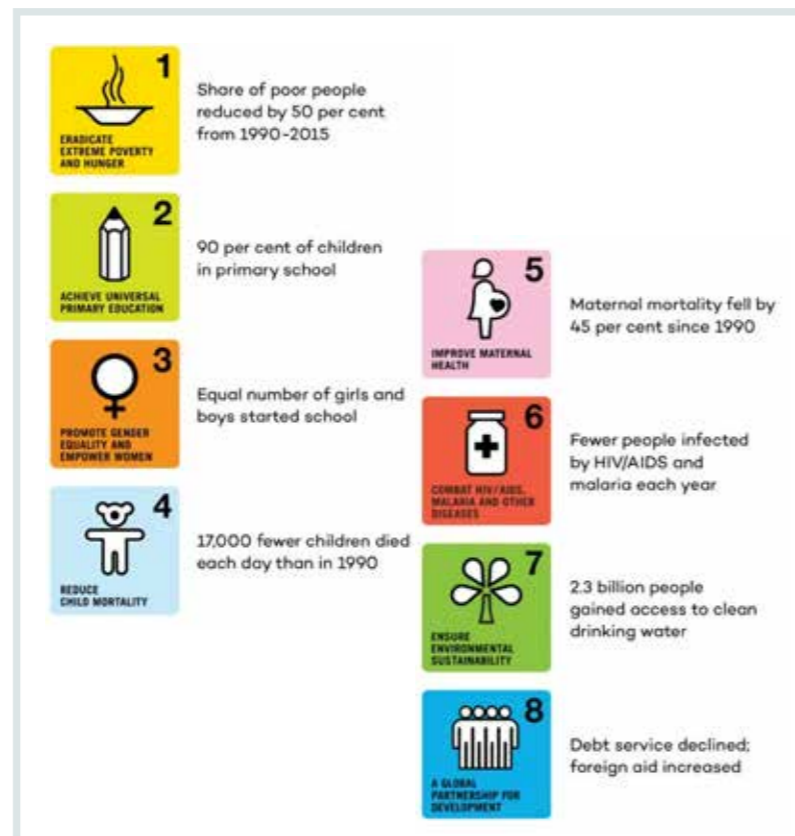 1
ERADICATE
EXTREME POVERTY
AND HUNGER
Share of poor people
reduced by 50 per cent
from 1990-2015
2
ACHIEVE UNIVERSAL
PRIMARY EDUCATION
90 per cent of children
in primary school
3
PROMOTE GENDER
EQUALITY AND
EMPOWER WOMEN
Equal number of girls and
boys started school
4
REDUCE
CHILD MORTALITY
17,000 fewer children died
each day than in 1990
5
IMPROVE MATERNAL
HEALTH
Maternal mortality fell by
45 per cent since 1990
6
COMBAT HIV/AIDS,
MALARIA AND OTHER
DISEASES
Fewer people infected
by HIV/AIDS and
malaria each year
7
ENSURE
ENVIRONMENTAL
SUSTAINABILITY
2.3 billion people
gained access to clean
drinking water
8
A GLOBAL
PARTNERSHIP FOR
DEVELOPMENT
Debt service declined;
foreign aid increased